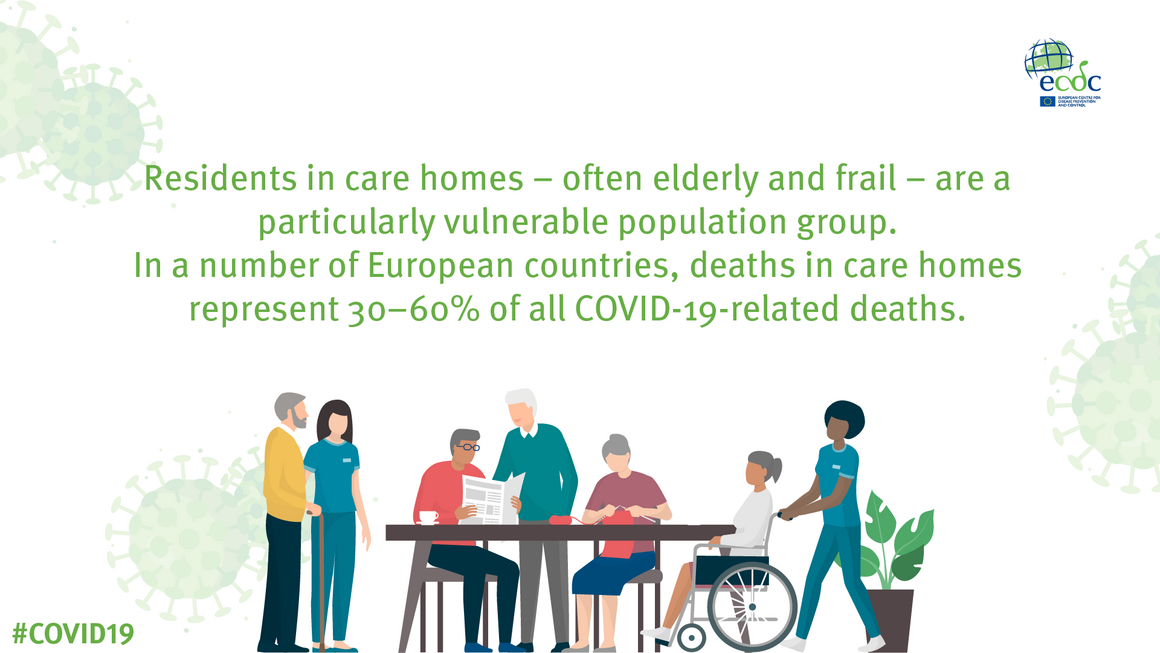 ecdc
EUROPEAN CENTRE FOR
DISEASE PREVENTION
AND CONTROL
Residents in care homes – often elderly and frail – are a
particularly vulnerable population group.
In a number of European countries, deaths in care homes
represent 30–60% of all COVID-19-related deaths.
#COVID19